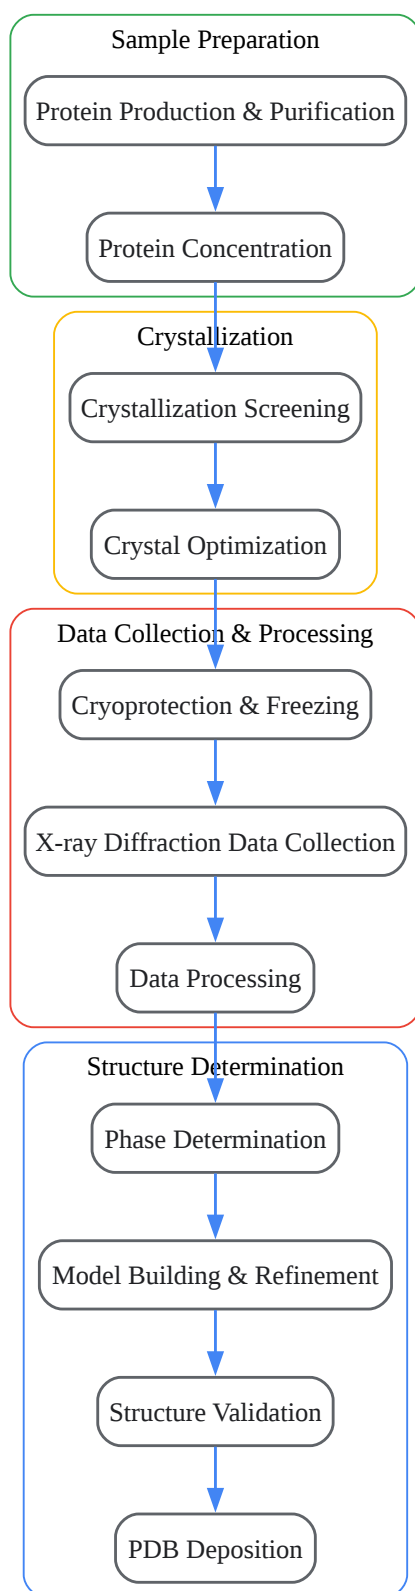 Sample Preparation
Protein Production & Purification
Protein Concentration
Crystallization
Crystallization Screening
Crystal Optimization
Data Collection & Processing
Cryoprotection & Freezing
X-ray Diffraction Data Collection
Data Processing
Structure Determination
Phase Determination
Model Building & Refinement
Structure Validation
PDB Deposition